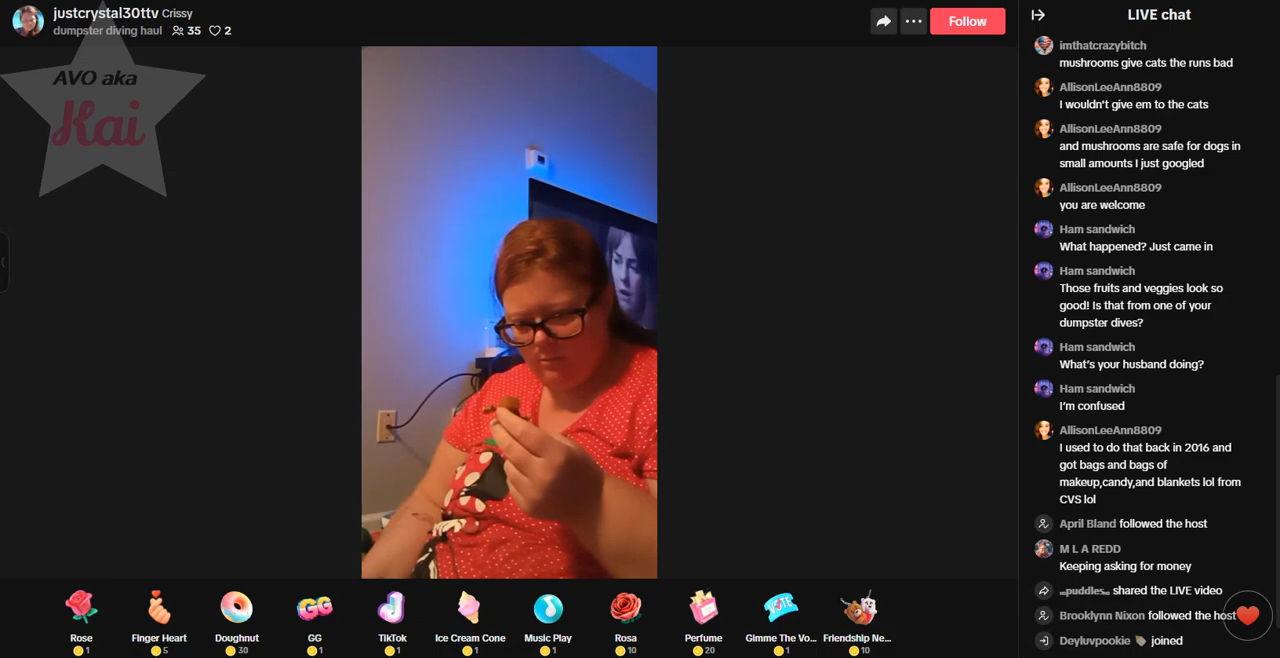 justcrystal30ttv Crissy
dumpster diving haul 35 2
Follow
AVO aka
Kai
LIVE chat
imthatcrazybitch
mushrooms give cats the runs bad
AllisonLeeAnn8809
I wouldn't give em to the cats
AllisonLeeAnn8809
and mushrooms are safe for dogs in
small amounts I just googled
AllisonLeeAnn8809
you are welcome
Ham sandwich
What happened? Just came in
Ham sandwich
Those fruits and veggies look so
good! Is that from one of your
dumpster dives?
Ham sandwich
What's your husband doing?
Ham sandwich
I'm confused
AllisonLeeAnn8809
I used to do that back in 2016 and
got bags and bags of
makeup,candy,and blankets lol from
CVS lol
April Bland followed the host
M L A REDD
Keeping asking for money
puddles shared the LIVE video
Brooklynn Nixon followed the host
Deyluvpookie joined
GG
VOTE
Rose
1
Finger Heart
5
Doughnut
30
GG
1
TikTok
1
Ice Cream Cone
1
Music Play
1
Rosa
10
Perfume
20
Gimme The Vo...
1
Friendship Ne...
10